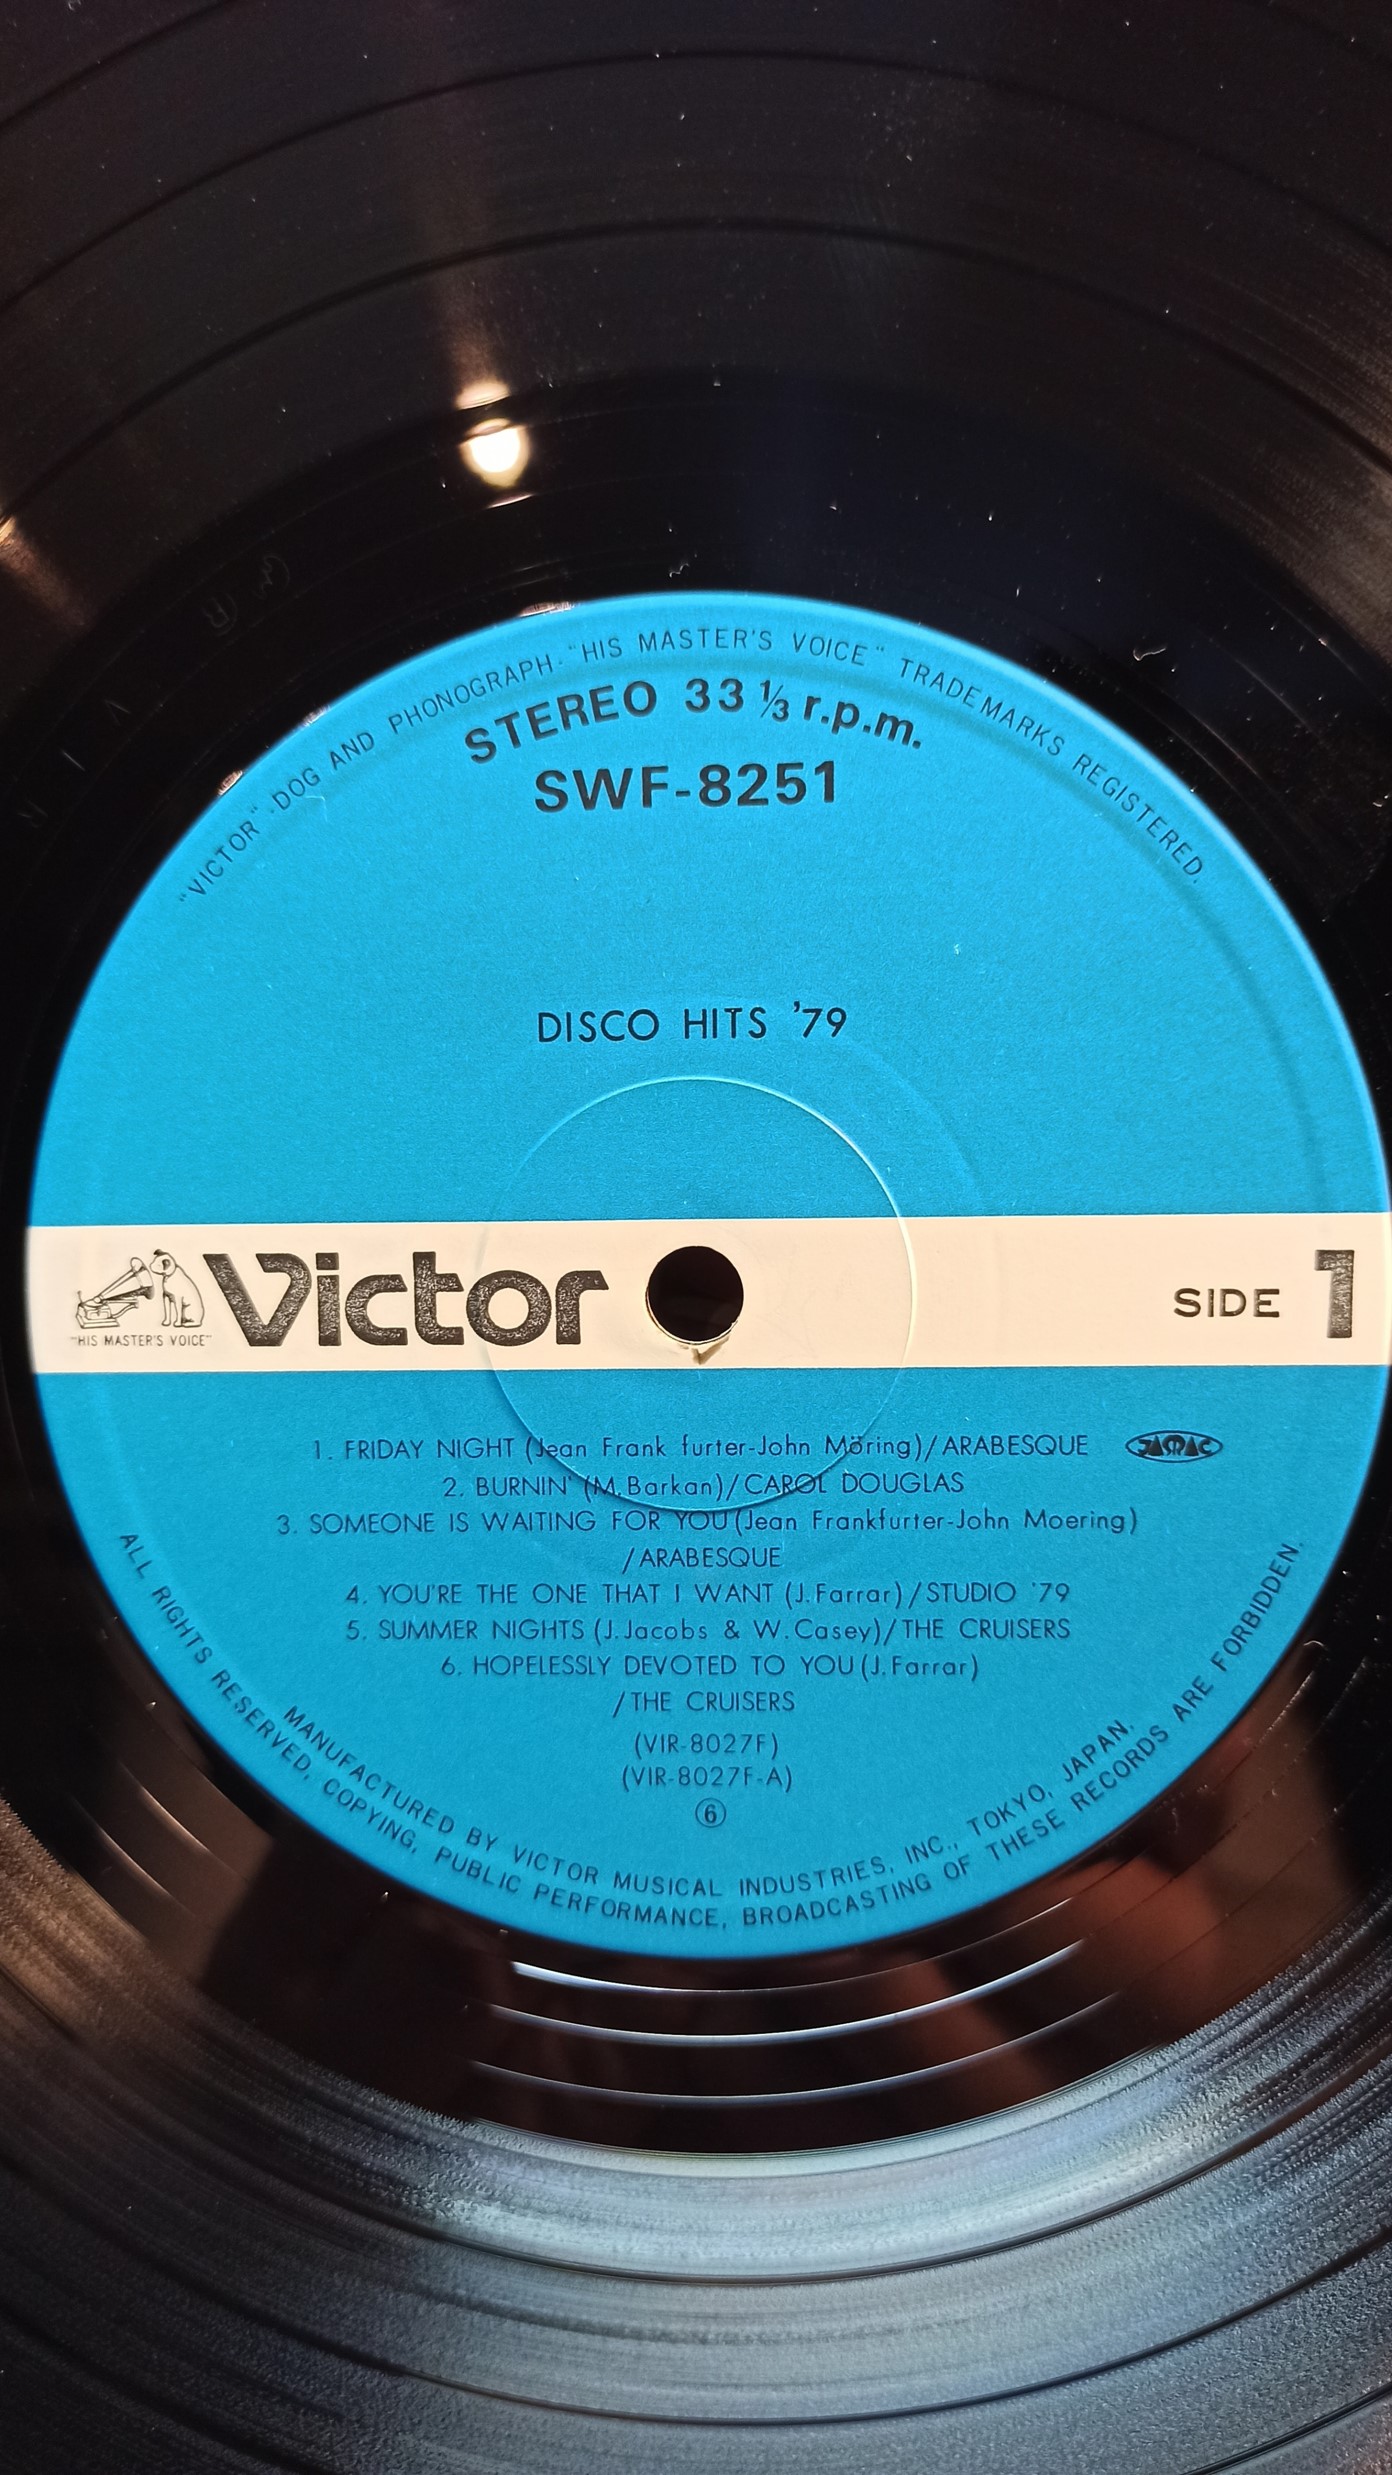 "VICTOR" ·DOG AND PHONOGRAPH·"HIS MASTER'S VOICE" TRADEMARKS REGISTERED.
STEREO 33 1/3 r.p.m.
SWF-8251
DISCO HITS '79
"HIS MASTER'S VOICE"
Victor
SIDE 1
1. FRIDAY NIGHT (Jean Frank furter-John Möring)/ARABESQUE JASRAC
2. BURNIN' (M.Barkan)/CAROL DOUGLAS
3. SOMEONE IS WAITING FOR YOU(Jean Frankfurter-John Moering)
/ARABESQUE
4. YOU'RE THE ONE THAT I WANT (J.Farrar)/STUDIO '79
5. SUMMER NIGHTS (J.Jacobs & W.Casey)/THE CRUISERS
6. HOPELESSLY DEVOTED TO YOU(J.Farrar)
/THE CRUISERS
(VIR-8027F)
(VIR-8027F-A)
⑥
MANUFACTURED BY VICTOR MUSICAL INDUSTRIES, INC., TOKYO, JAPAN.
ALL RIGHTS RESERVED, COPYING, PUBLIC PERFORMANCE, BROADCASTING OF THESE RECORDS ARE FORBIDDEN.